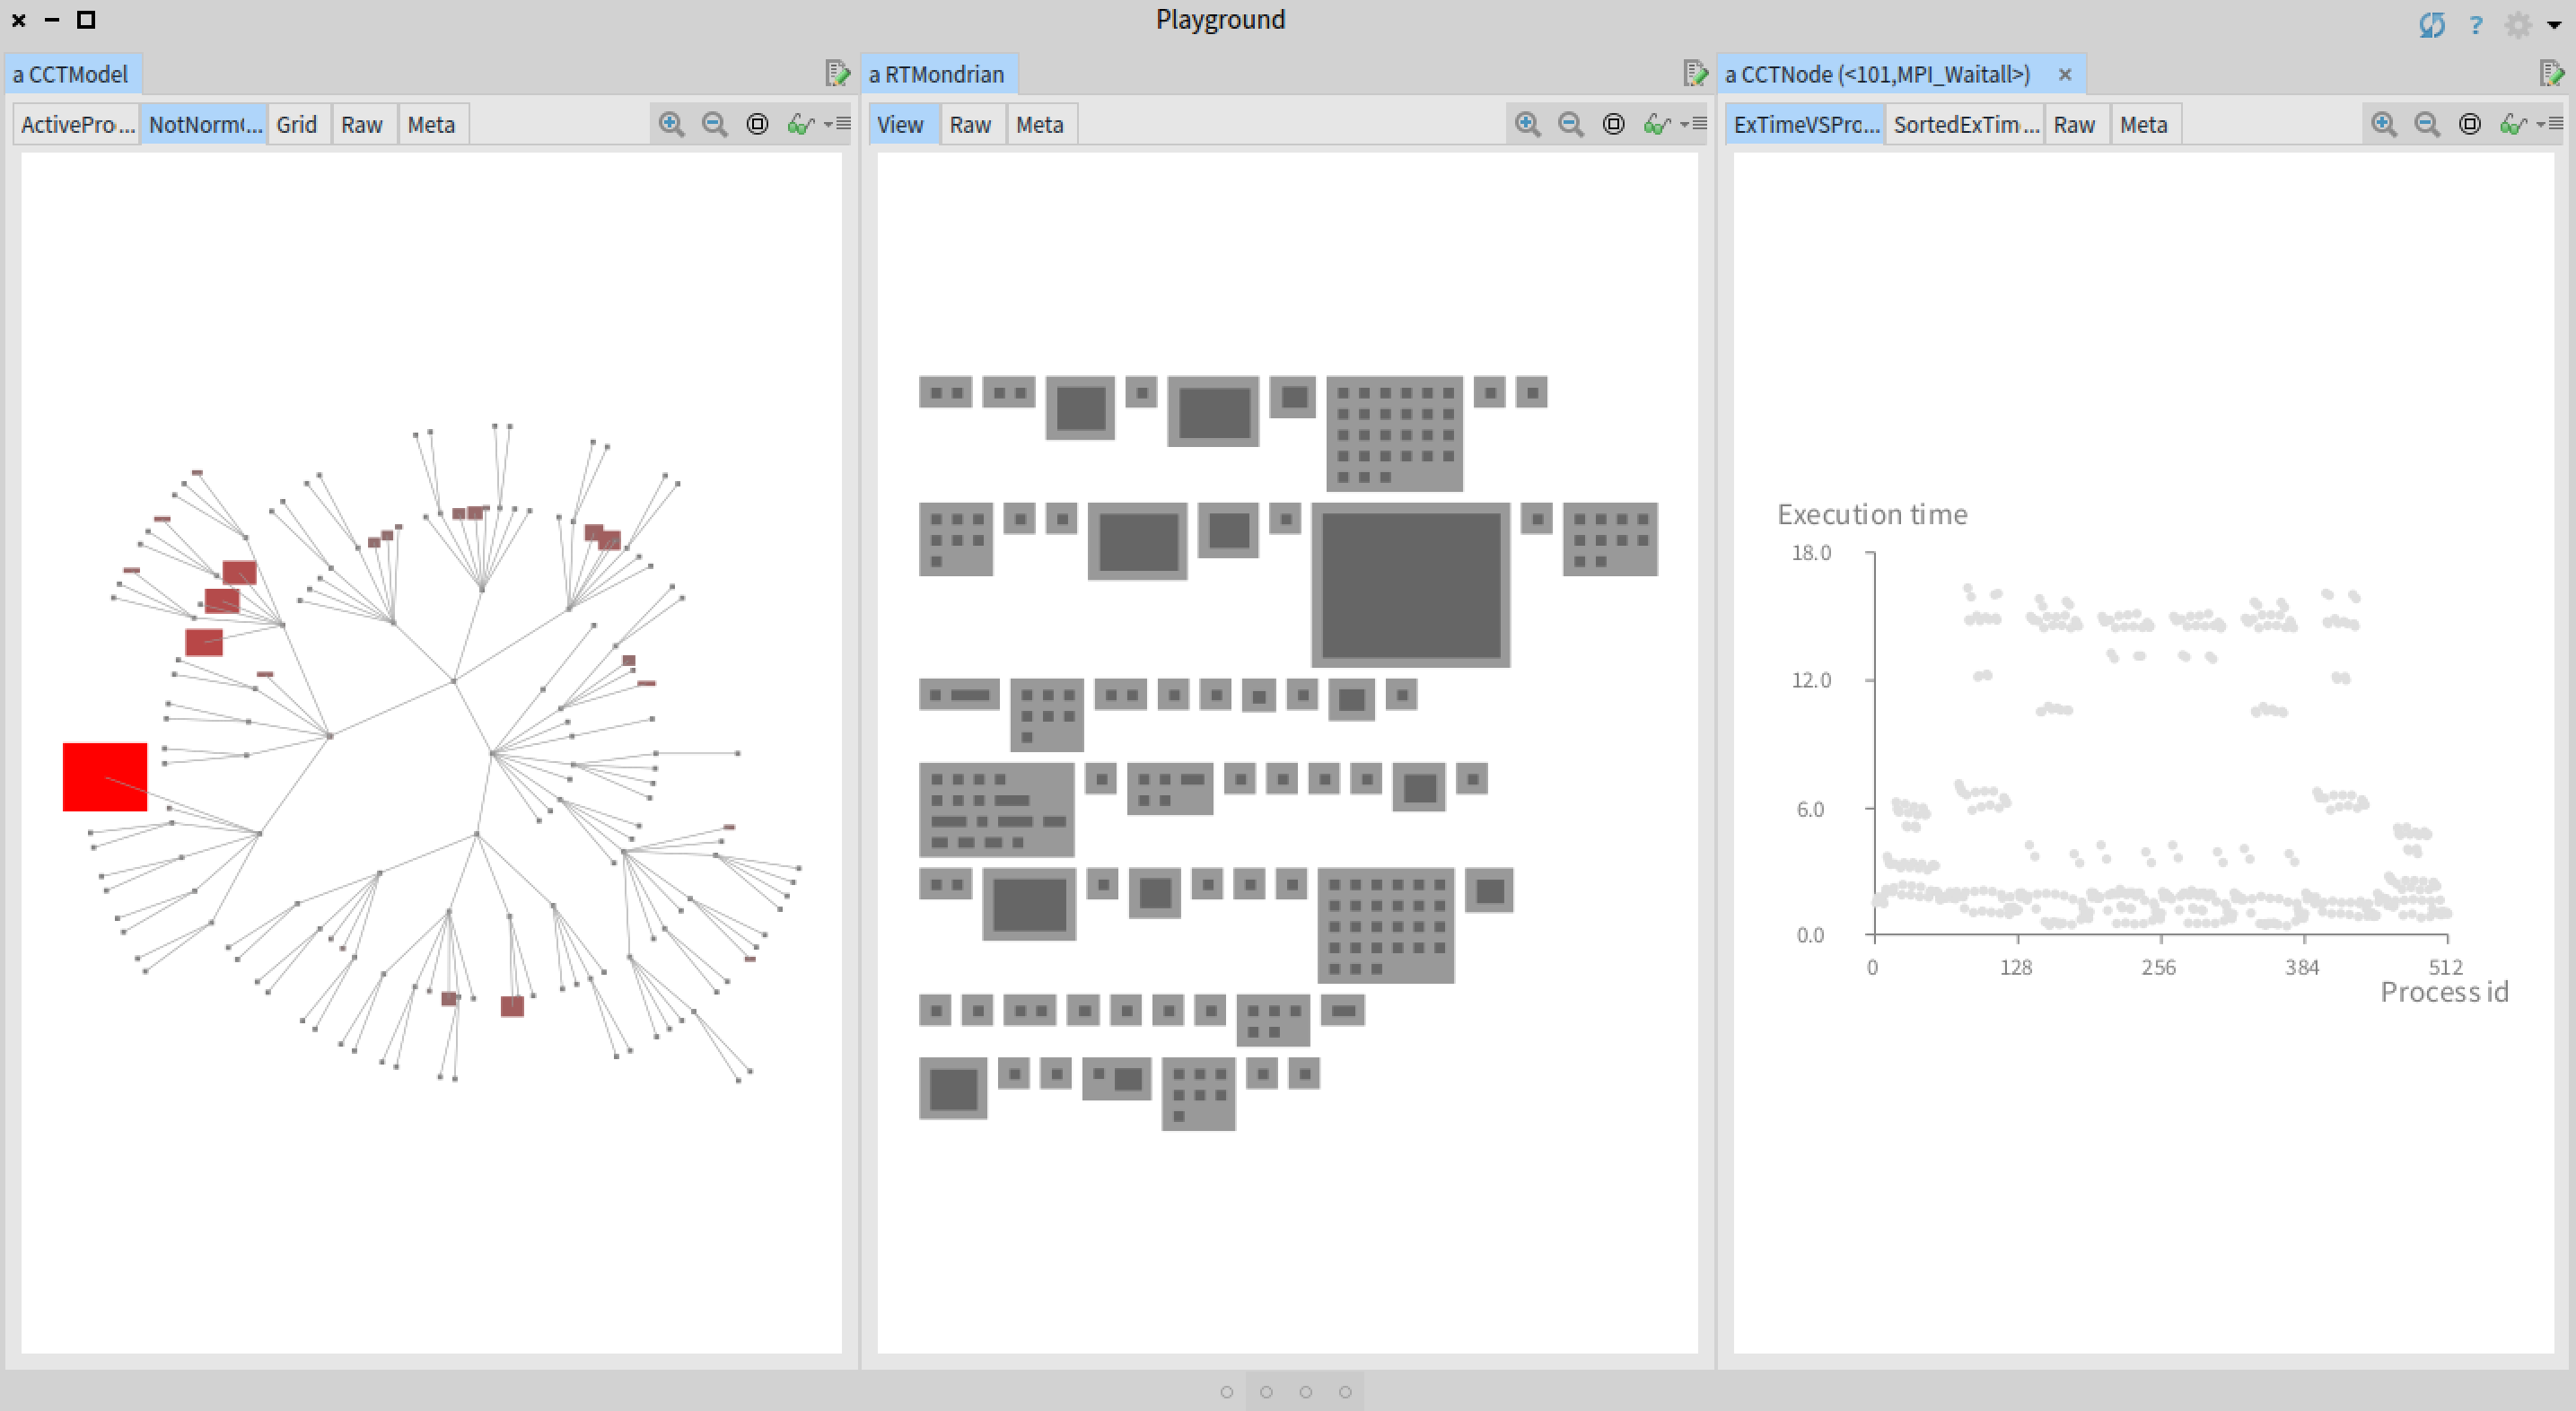 Playground
?
a CCTModel
ActivePro...
NotNorm(...
Grid
Raw
Meta
a RTMondrian
View
Raw
Meta
a CCTNode (<101,MPI_Waitall>)
ExTimeVSPro...
SortedExTim...
Raw
Meta
Execution time
18.0
12.0
6.0
0.0
0
128
256
384
512
Process id